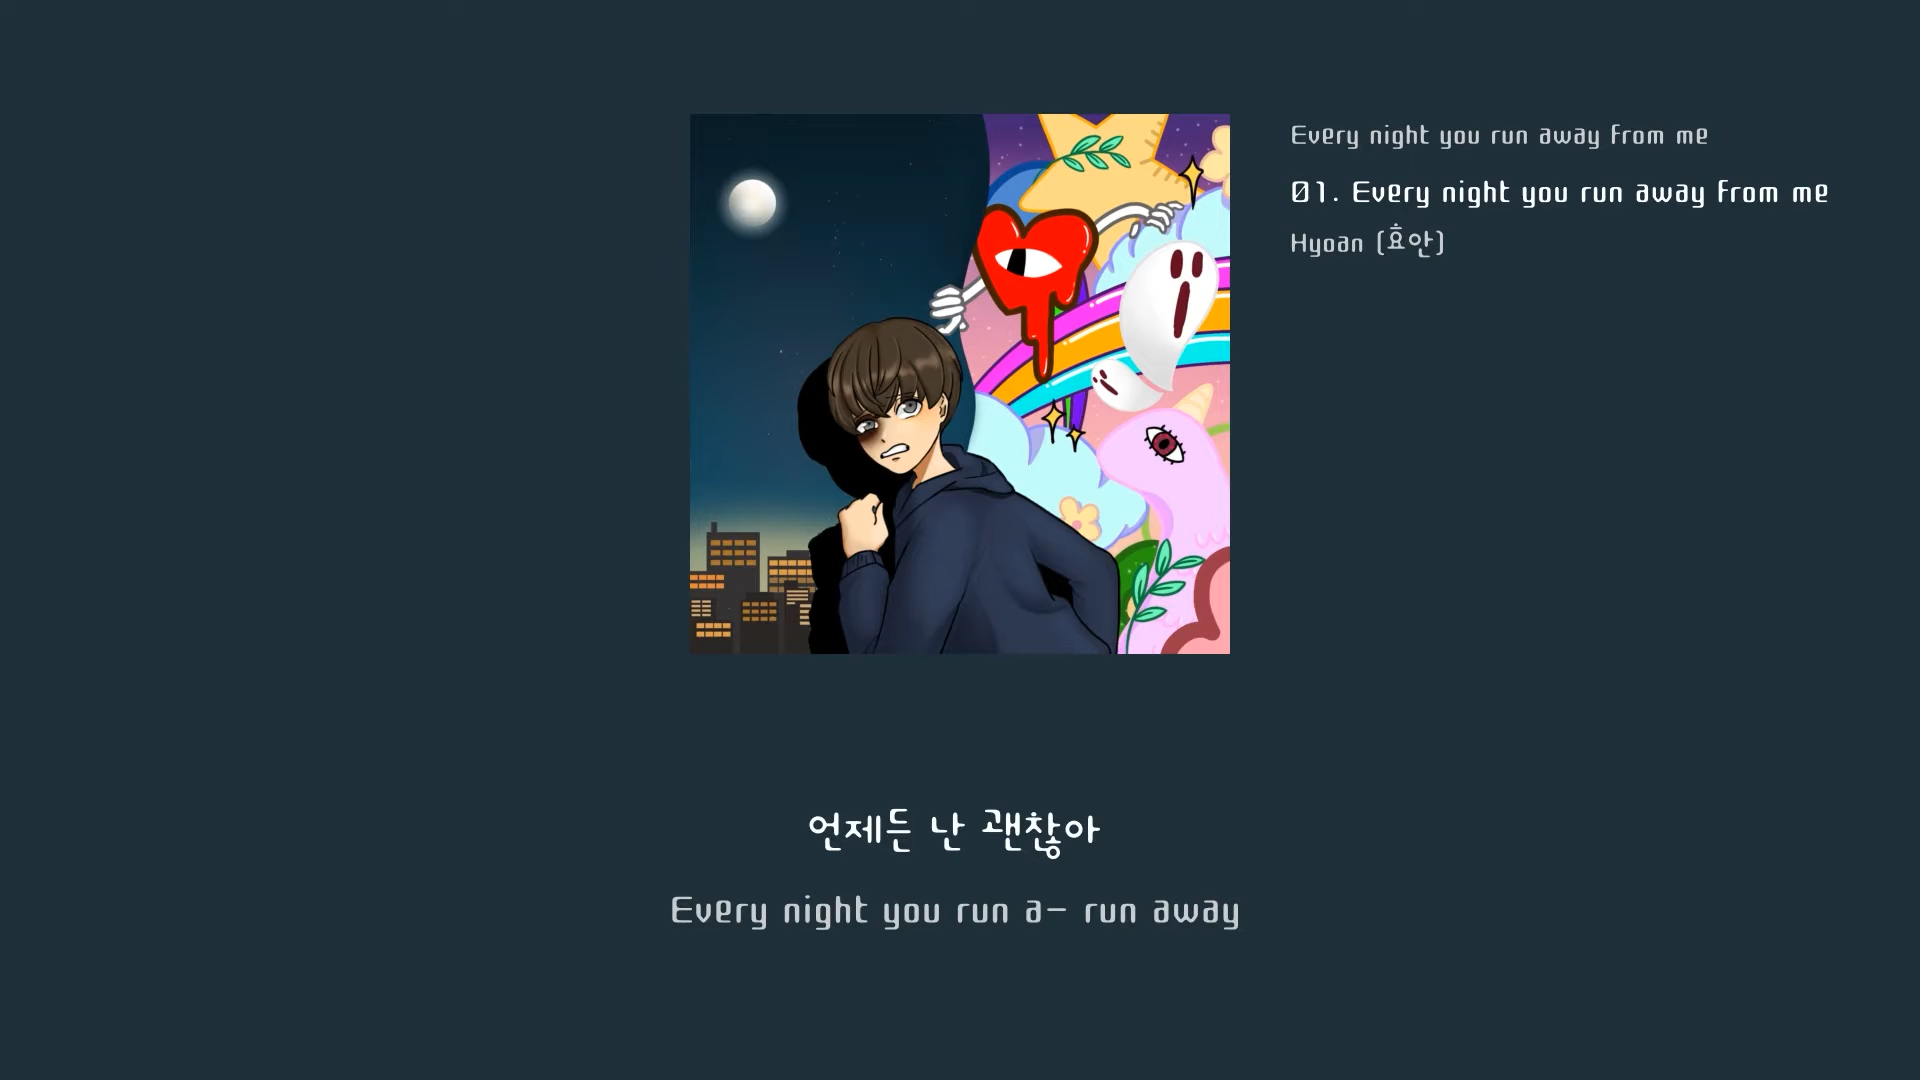 Every night you run away from me
01. Every night you run away from me
Hyoan (효안)
언제든 난 괜찮아
Every night you run a- run away